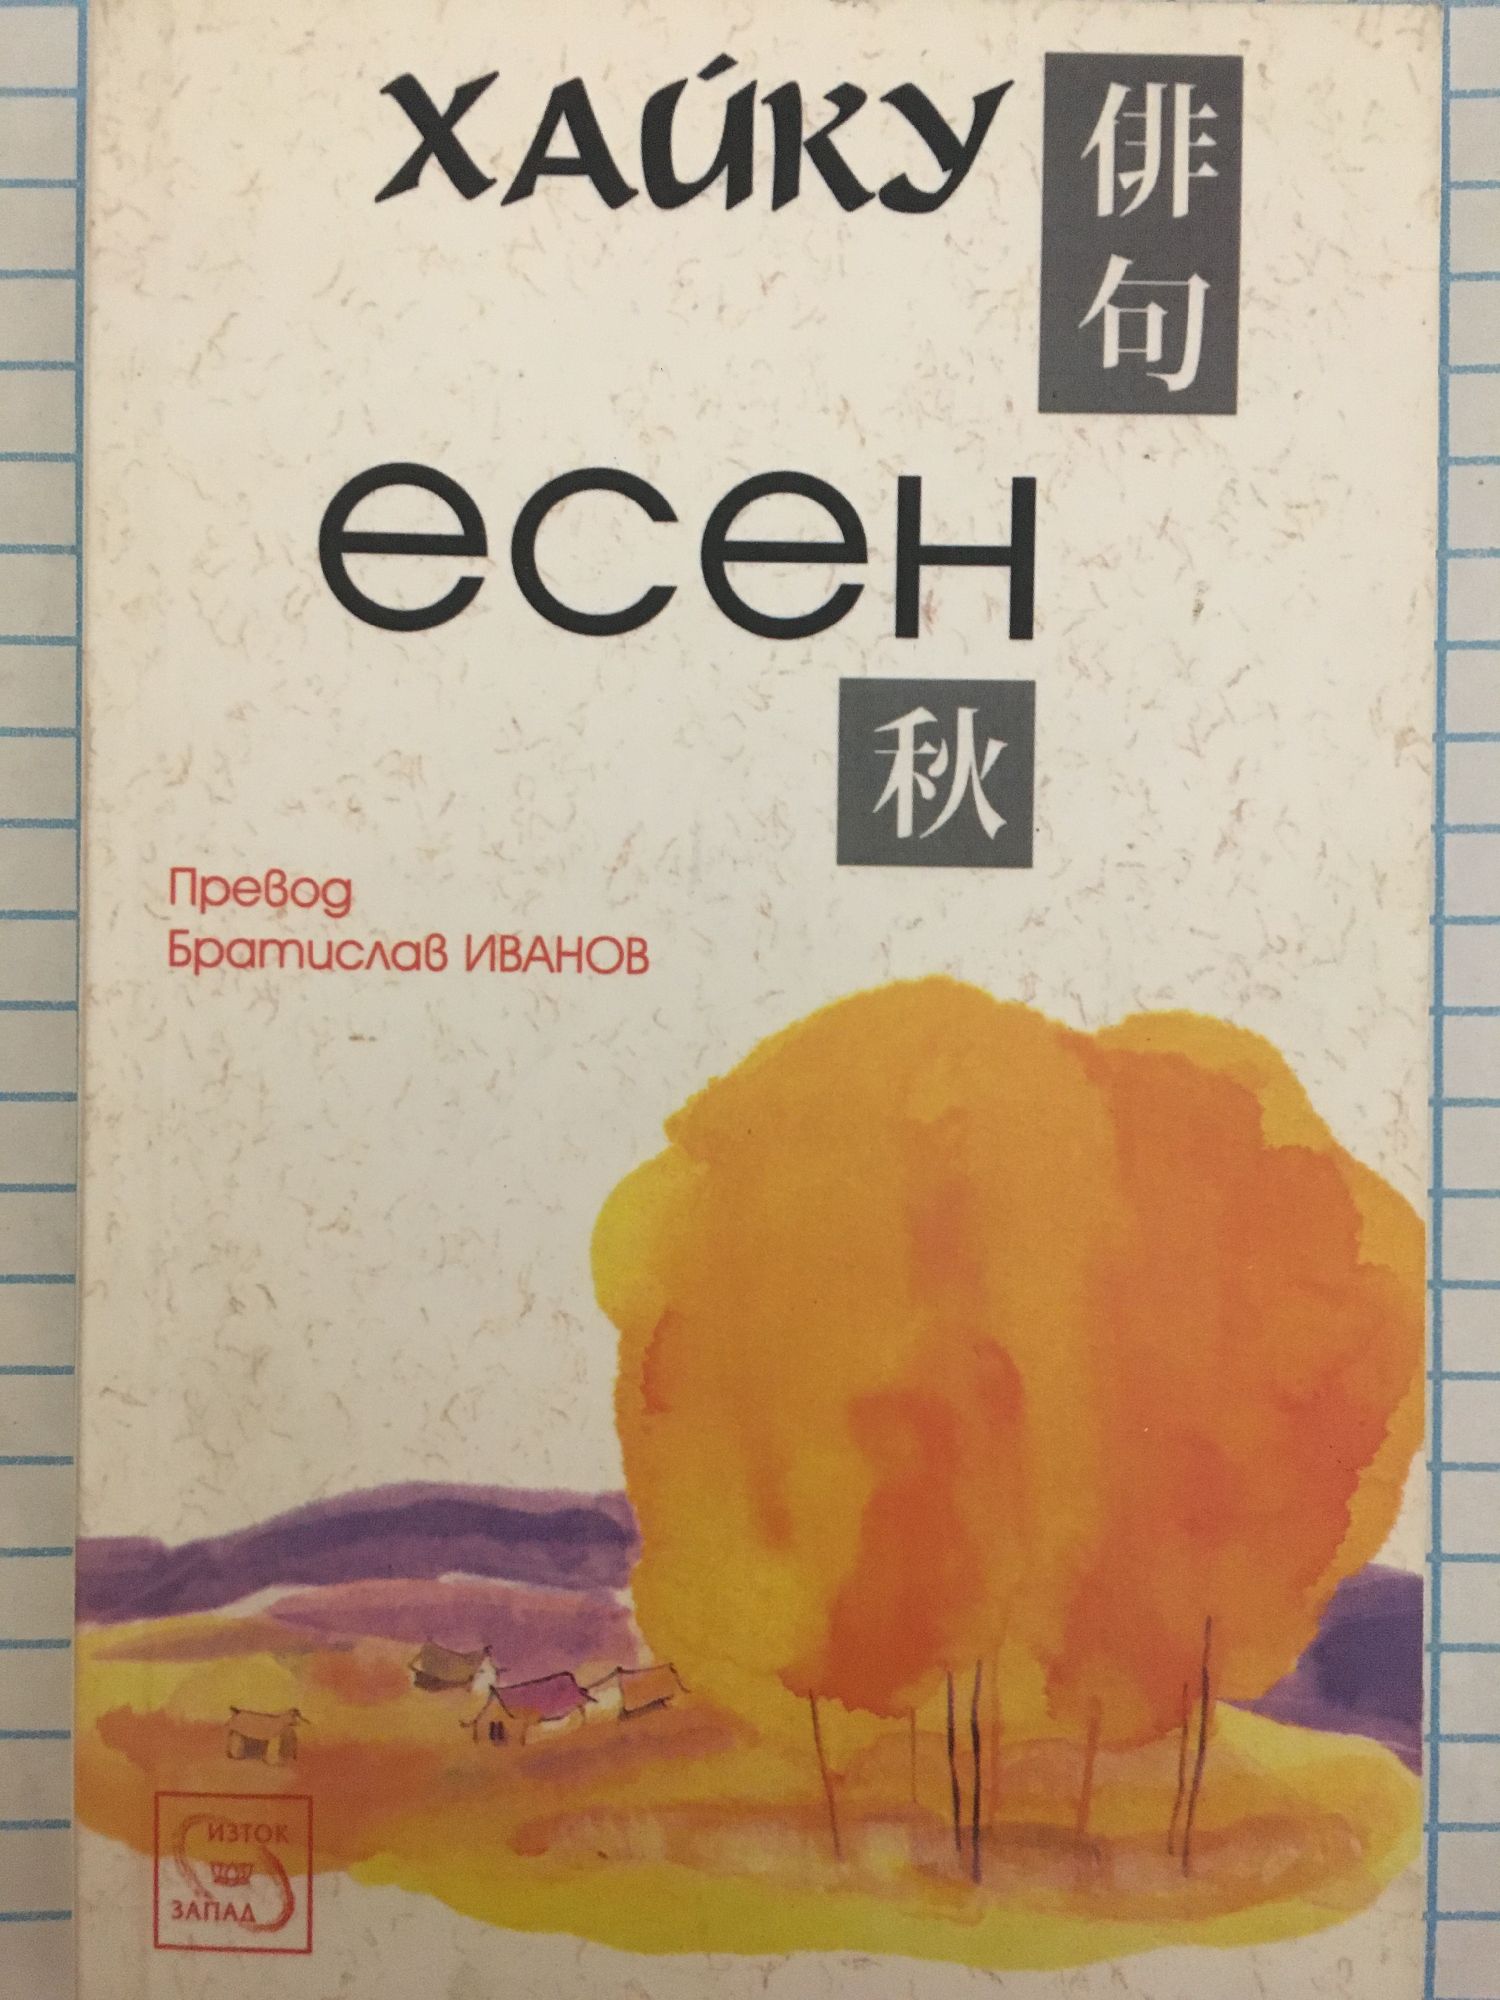 ХАЙКУ
俳句
есен
秋
Превод
Братислав ИВАНОВ
ИЗТОК
ЗАПАД